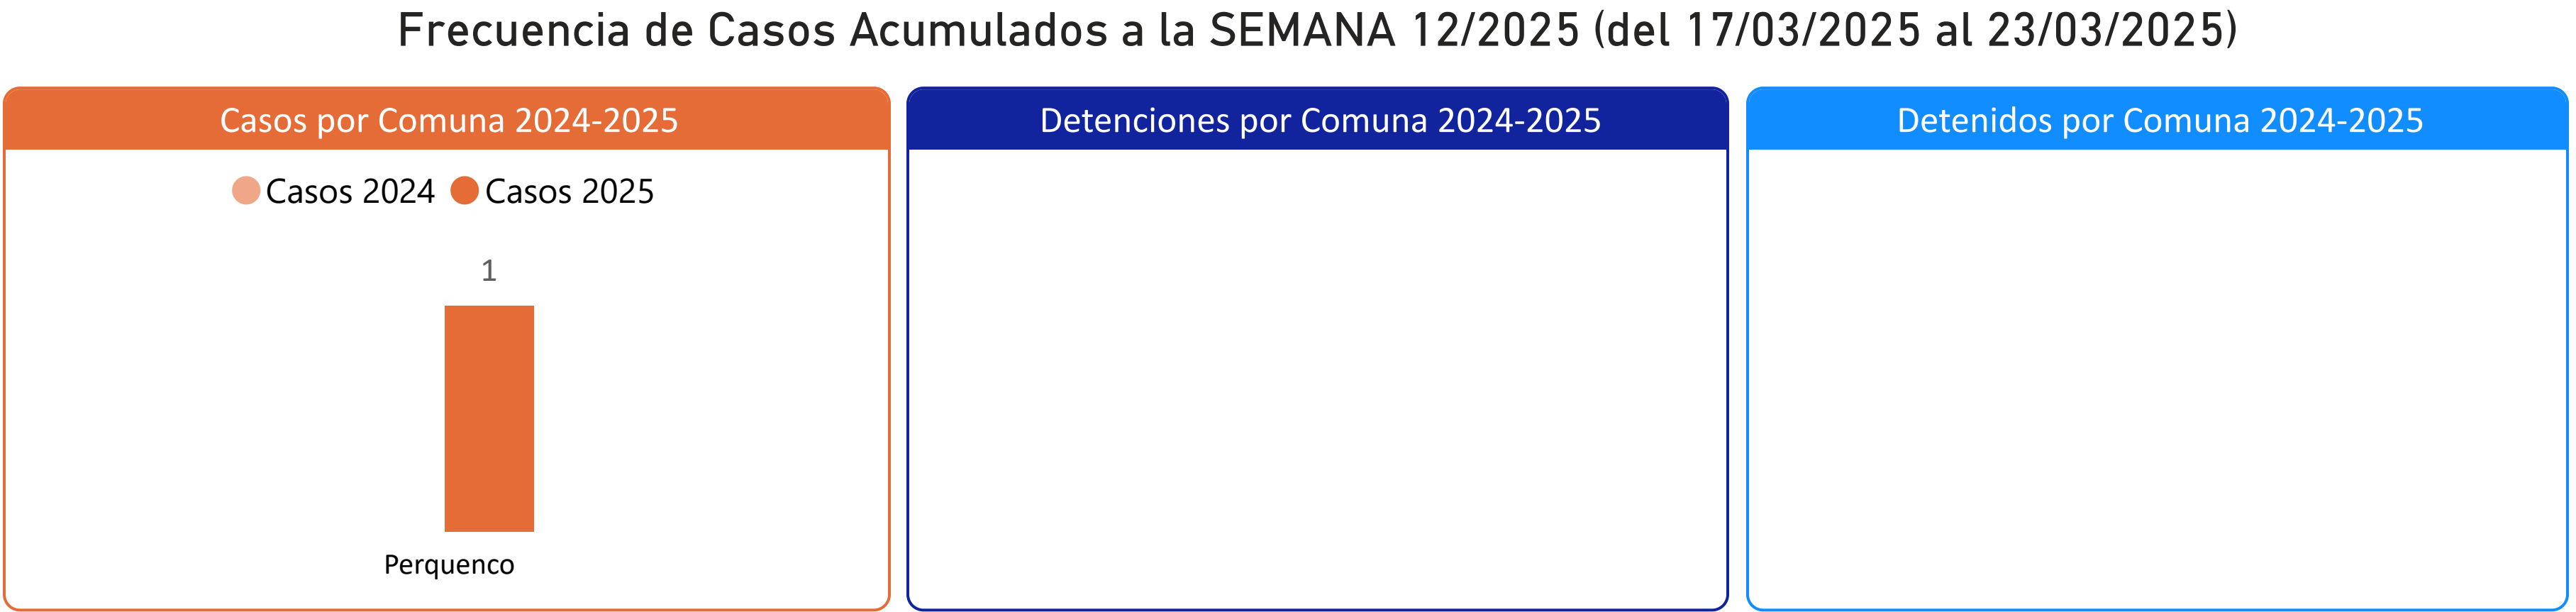 Frecuencia de Casos Acumulados a la SEMANA 12/2025 (del 17/03/2025 al 23/03/2025)
Casos por Comuna 2024-2025
Casos 2024 Casos 2025
1
Perquenco
Detenciones por Comuna 2024-2025
Detenidos por Comuna 2024-2025